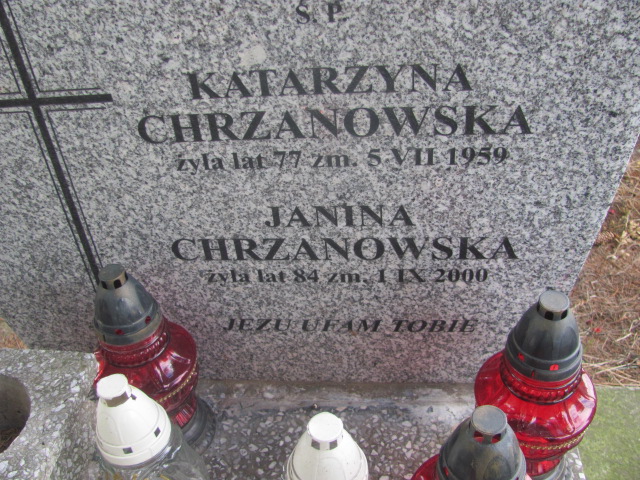 Ś.P.
KATARZYNA
CHRZANOWSKA
żyła lat 77 zm. 5 VII 1959
JANINA
CHRZANOWSKA
żyła lat 84 zm. 1 IX 2000
JEZU UFAM TOBIE